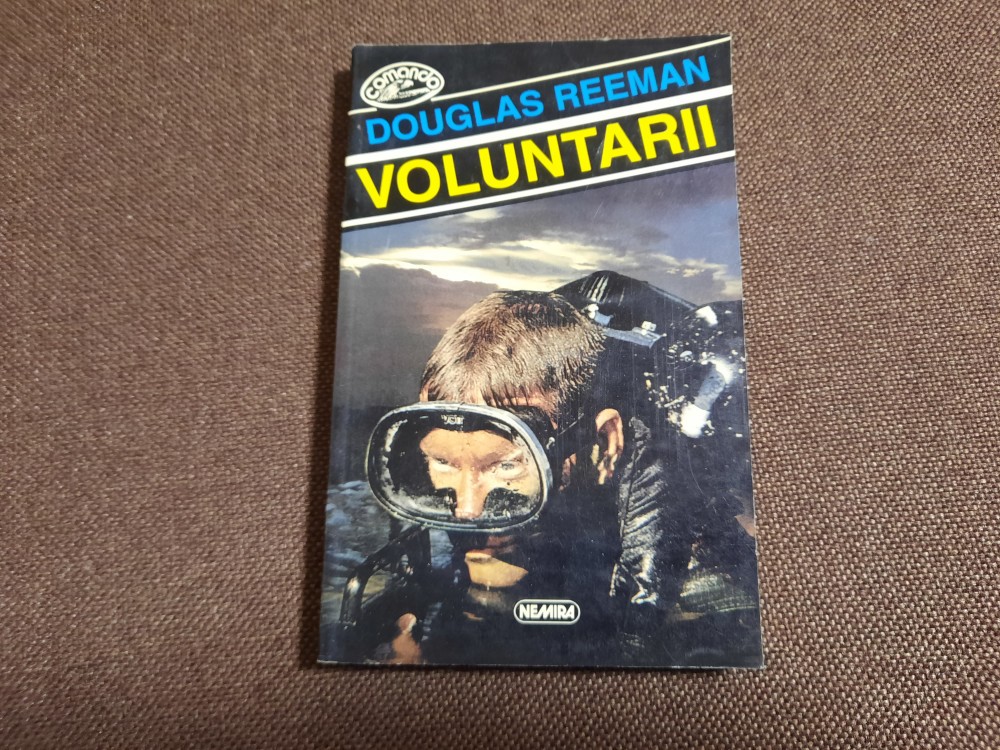 comando
DOUGLAS REEMAN
VOLUNTARII
NEMIRA